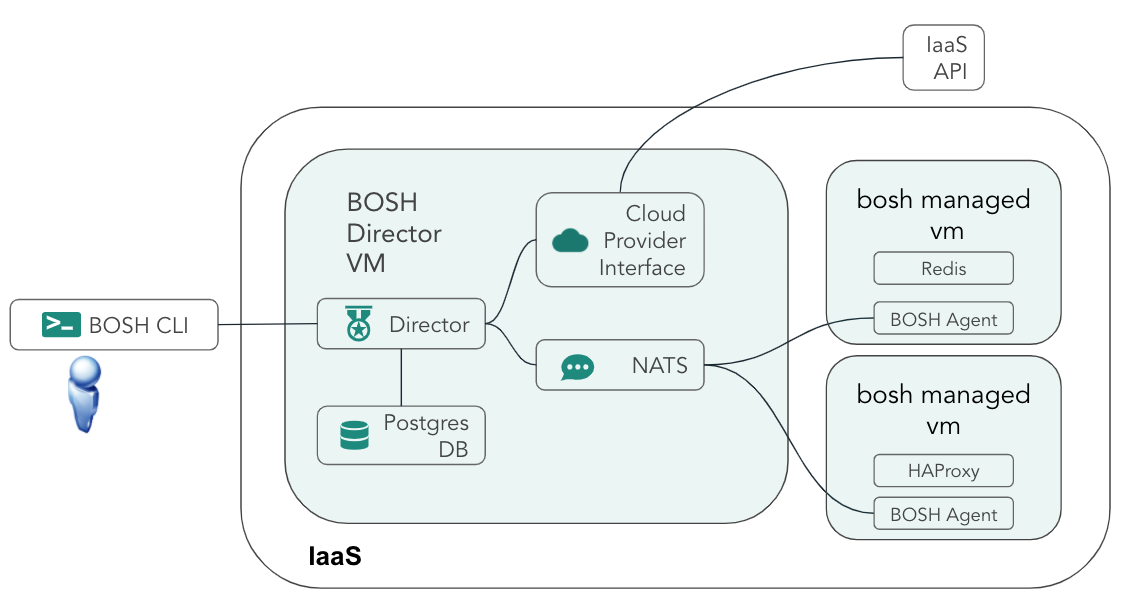 IaaS
API
BOSH
Director
VM
Cloud
Provider
Interface
bosh managed
vm
Redis
BOSH Agent
>_ BOSH CLI
Director
NATS
Postgres
DB
bosh managed
vm
HAProxy
BOSH Agent
IaaS